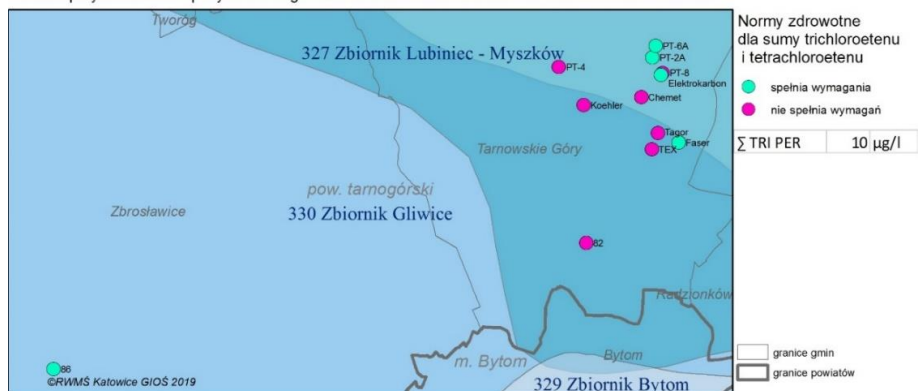 Tworóg
327 Zbiornik Lubiniec - Myszków
PT-6A
PT-2A
PT-4
PT-8
Elektrokarbon
Koehler
Chemet
Tagor
Faser
TEX
Tarnowskie Góry
pow. tarnogórski
Zbrosławice
330 Zbiornik Gliwice
82
Radzionków
m. Bytom
Bytom
86
©RWMŚ Katowice GIOŚ 2019
329 Zbiornik Bytom
Normy zdrowotne
dla sumy trichloroetenu
i tetrachloroetenu
spełnia wymagania
nie spełnia wymagań
∑ TRI PER 10 µg/l
granice gmin
granice powiatów